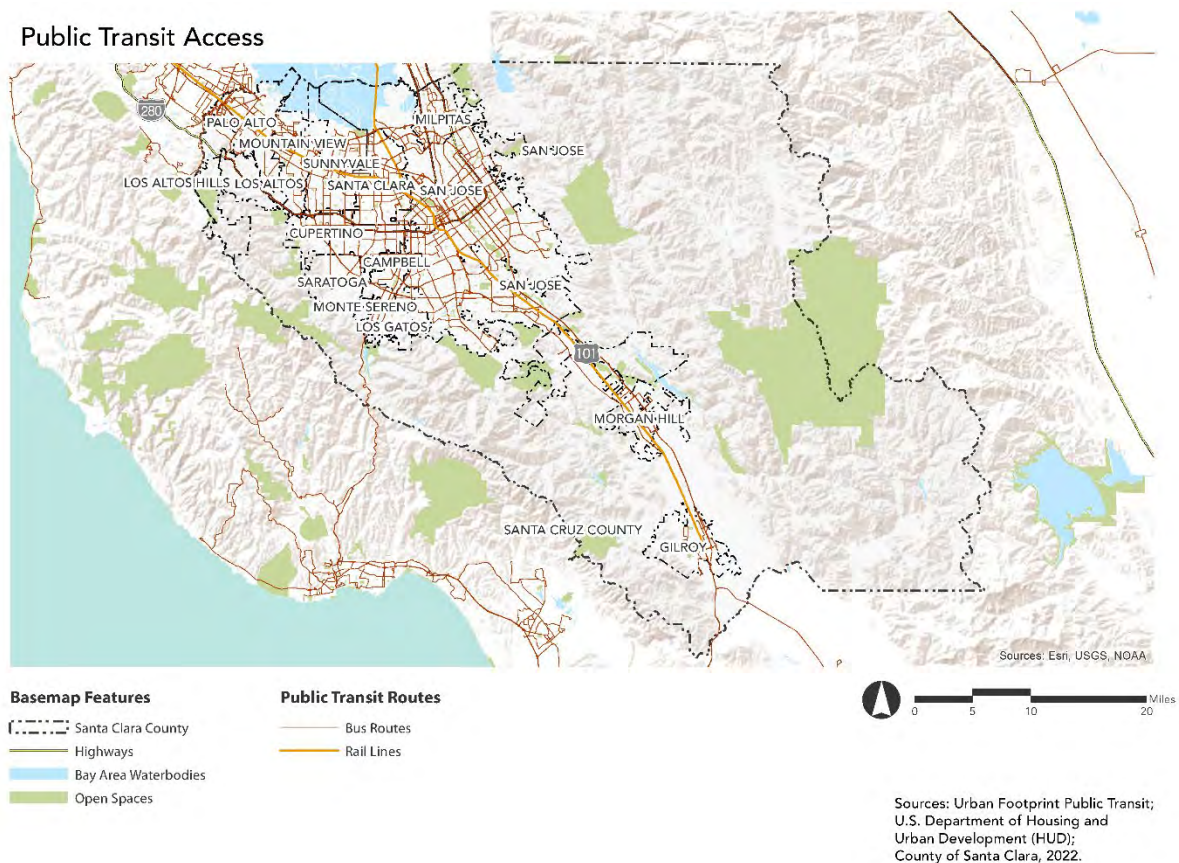 Public Transit Access
280
PALO ALTO
MILPITAS
MOUNTAIN VIEW
SAN JOSE
SUNNYVALE
LOS ALTOS HILLS
LOS ALTOS
SANTA CLARA
SAN JOSE
CUPERTINO
CAMPBELL
SARATOGA
SAN JOSE
MONTE SERENO
LOS GATOS
101
MORGAN HILL
SANTA CRUZ COUNTY
GILROY
Sources: Esri, USGS, NOAA
Basemap Features
Santa Clara County
Highways
Bay Area Waterbodies
Open Spaces
Public Transit Routes
Bus Routes
Rail Lines
Miles
0 5 10 20
Sources: Urban Footprint Public Transit;
U.S. Department of Housing and
Urban Development (HUD);
County of Santa Clara, 2022.